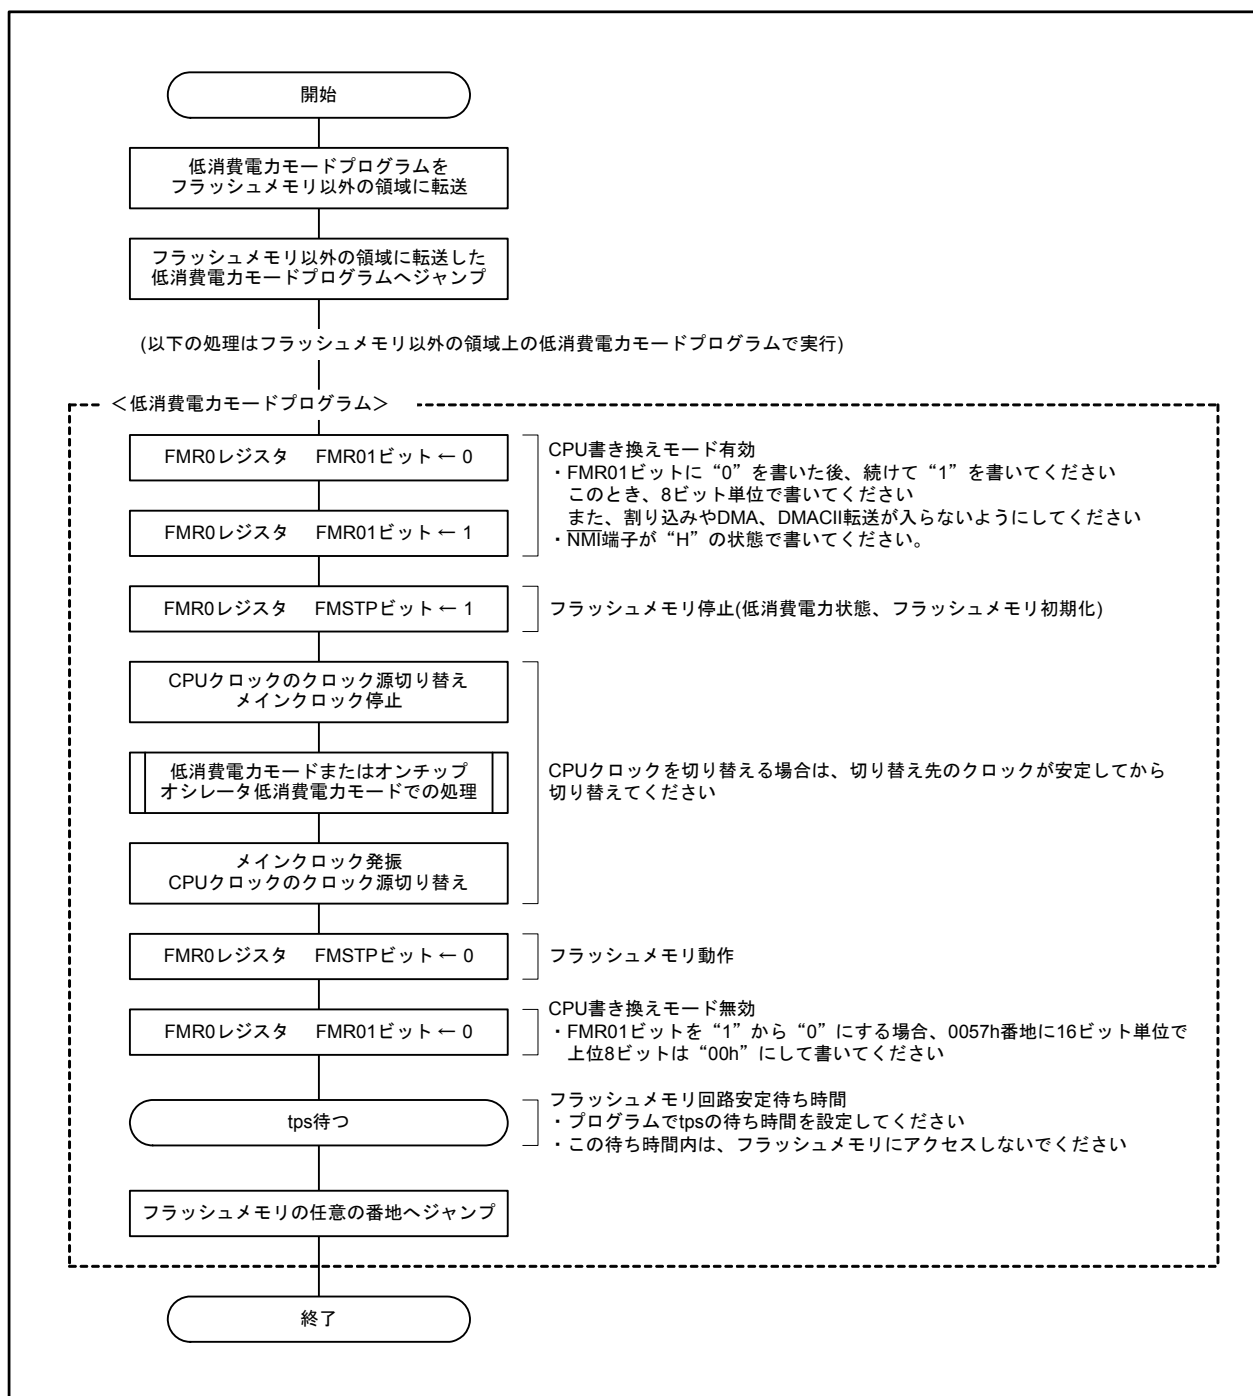 開始
低消費電力モードプログラムを
フラッシュメモリ以外の領域に転送
フラッシュメモリ以外の領域に転送した
低消費電力モードプログラムへジャンプ
(以下の処理はフラッシュメモリ以外の領域上の低消費電力モードプログラムで実行)
＜低消費電力モードプログラム＞
FMR0レジスタ FMR01ビット ← 0
FMR0レジスタ FMR01ビット ← 1
CPU書き換えモード有効
・FMR01ビットに“0”を書いた後、続けて“1”を書いてください
このとき、8ビット単位で書いてください
また、割り込みやDMA、DMACII転送が入らないようにしてください
・NMI端子が“H”の状態で書いてください。
FMR0レジスタ FMSTPビット ← 1
フラッシュメモリ停止(低消費電力状態、フラッシュメモリ初期化)
CPUクロックのクロック源切り替え
メインクロック停止
低消費電力モードまたはオンチップ
オシレータ低消費電力モードでの処理
CPUクロックを切り替える場合は、切り替え先のクロックが安定してから
切り替えてください
メインクロック発振
CPUクロックのクロック源切り替え
FMR0レジスタ FMSTPビット ← 0
フラッシュメモリ動作
FMR0レジスタ FMR01ビット ← 0
CPU書き換えモード無効
・FMR01ビットを“1”から“0”にする場合、0057h番地に16ビット単位で
上位8ビットは“00h”にして書いてください
tps待つ
フラッシュメモリ回路安定待ち時間
・プログラムでtpsの待ち時間を設定してください
・この待ち時間内は、フラッシュメモリにアクセスしないでください
フラッシュメモリの任意の番地へジャンプ
終了